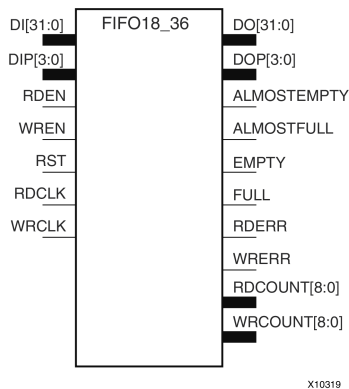 FIFO18_36
DI[31:0]
DIP[3:0]
RDEN
WREN
RST
RDCLK
WRCLK
DO[31:0]
DOP[3:0]
ALMOSTEMPTY
ALMOSTFULL
EMPTY
FULL
RDERR
WRERR
RDCOUNT[8:0]
WRCOUNT[8:0]
X10319